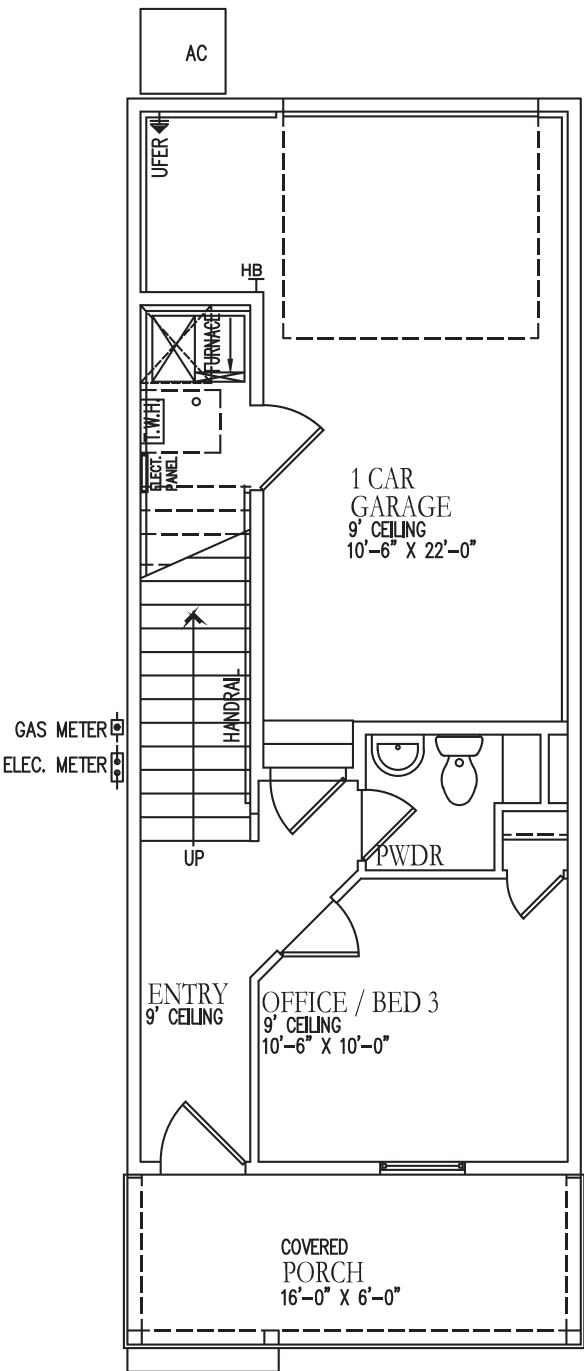 AC
UFER
HB
FURNACE
T.W.H.
ELECT.
PANEL
1 CAR
GARAGE
9' CEILING
10'-6" X 22'-0"
HANDRAIL
GAS METER
ELEC. METER
UP
PWDR
ENTRY
9' CEILING
OFFICE / BED 3
9' CEILING
10'-6" X 10'-0"
COVERED
PORCH
16'-0" X 6'-0"